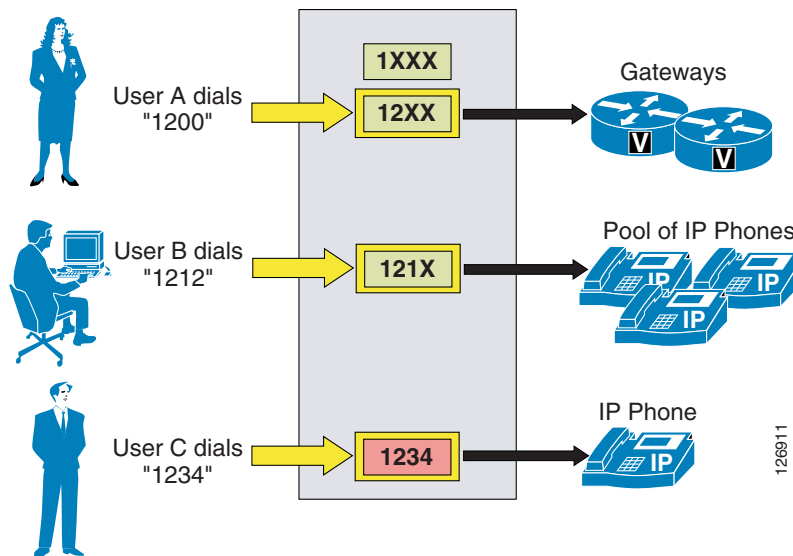 1XXX
User A dials
"1200"
12XX
Gateways
V
V
User B dials
"1212"
121X
Pool of IP Phones
IP
IP
IP
User C dials
"1234"
1234
IP Phone
IP
126911